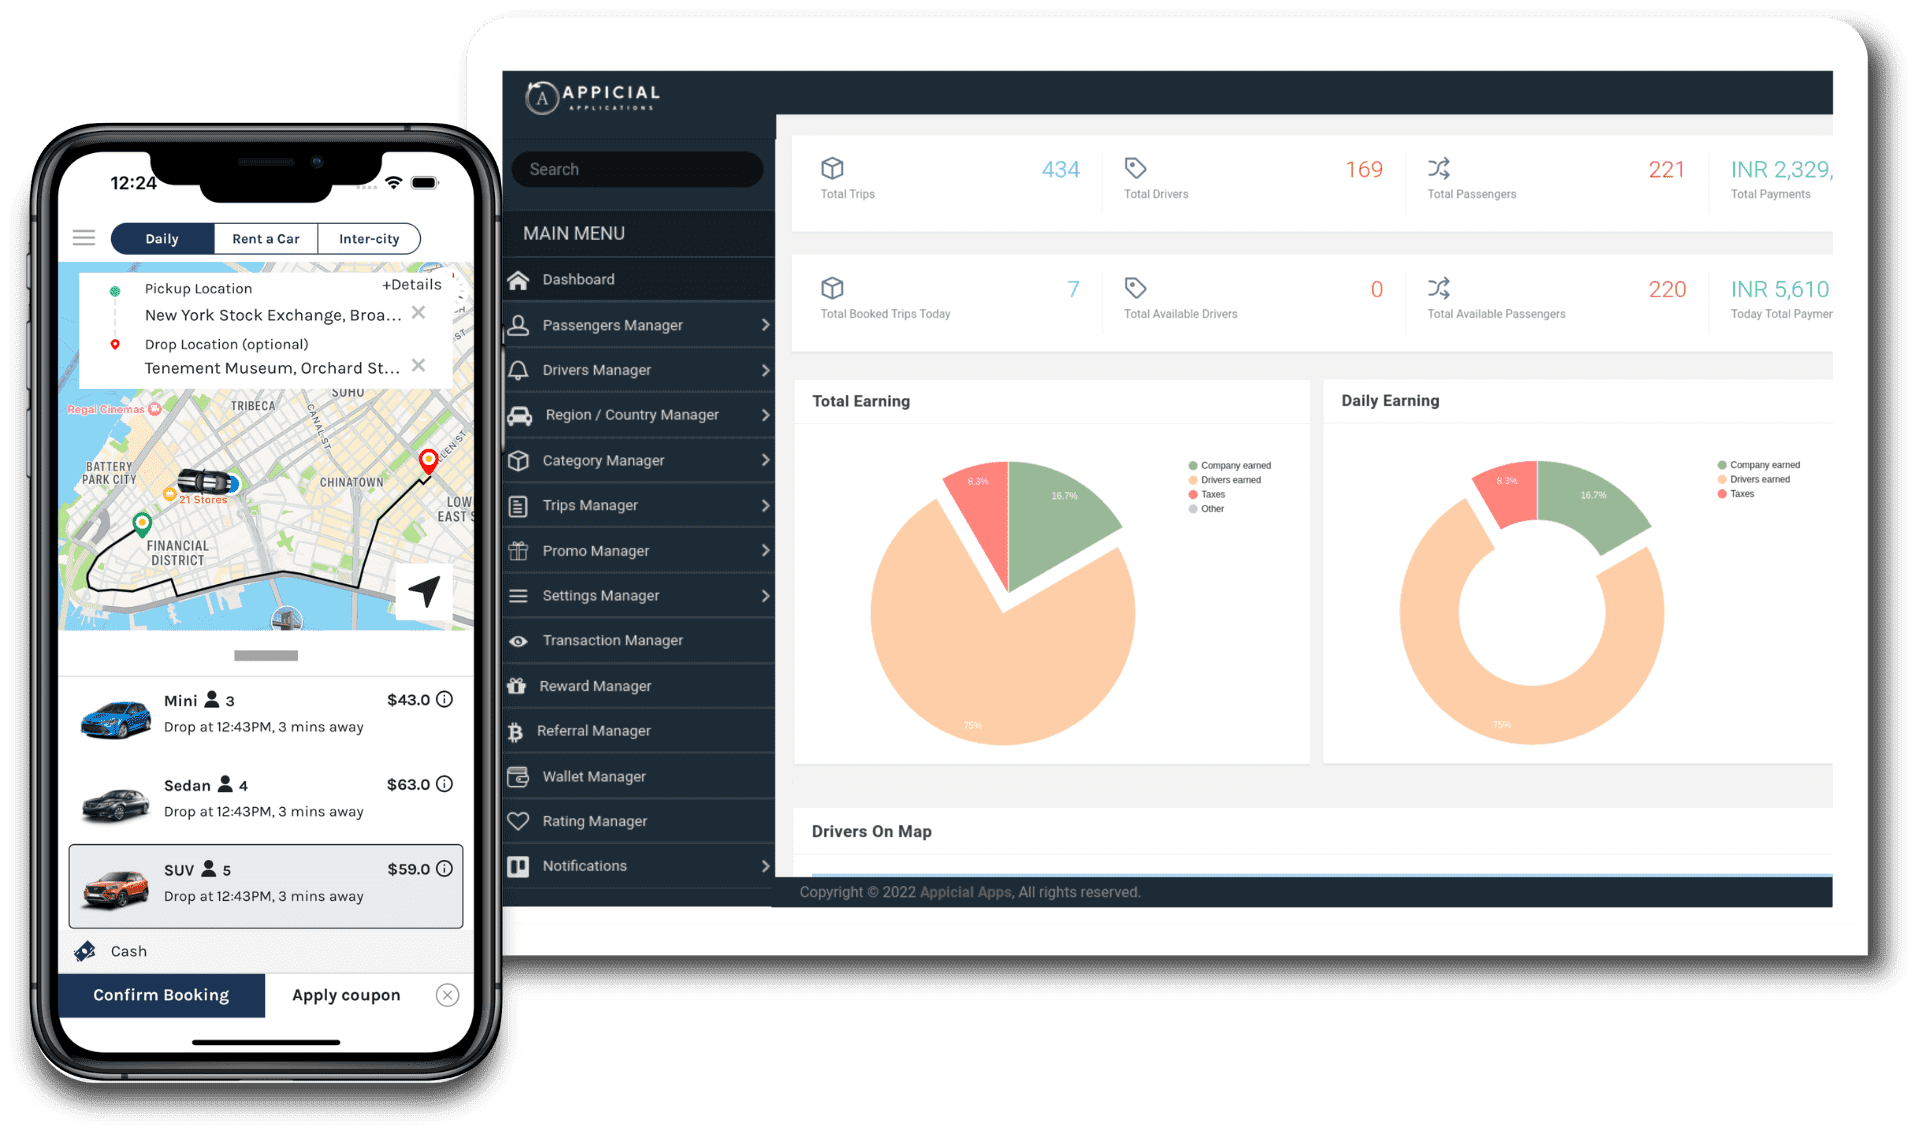 12:24
Daily
Rent a Car
Inter-city
Pickup Location
+Details
New York Stock Exchange, Broa...
Drop Location (optional)
Tenement Museum, Orchard St...
SOHO
TRIBECA
Regal Cinemas
CANAL ST
ALLEN ST
BATTERY
PARK CITY
CHINATOWN
21 Stores
LOW
EAST S
FINANCIAL
DISTRICT
Mini 3
$43.0
Drop at 12:43PM, 3 mins away
Sedan 4
$63.0
Drop at 12:43PM, 3 mins away
SUV 5
$59.0
Drop at 12:43PM, 3 mins away
Cash
Confirm Booking
Apply coupon
A APPICIAL
APPLICATIONS
Search
MAIN MENU
Dashboard
Passengers Manager
Drivers Manager
Region / Country Manager
Category Manager
Trips Manager
Promo Manager
Settings Manager
Transaction Manager
Reward Manager
Referral Manager
Wallet Manager
Rating Manager
Notifications
434
Total Trips
169
Total Drivers
221
Total Passengers
INR 2,329,
Total Payments
7
Total Booked Trips Today
0
Total Available Drivers
220
Total Available Passengers
INR 5,610
Today Total Paymer
Total Earning
8.3%
16.7%
75%
Company earned
Drivers earned
Taxes
Other
Daily Earning
8.3%
16.7%
75%
Company earned
Drivers earned
Taxes
Drivers On Map
Copyright © 2022 Appicial Apps, All rights reserved.